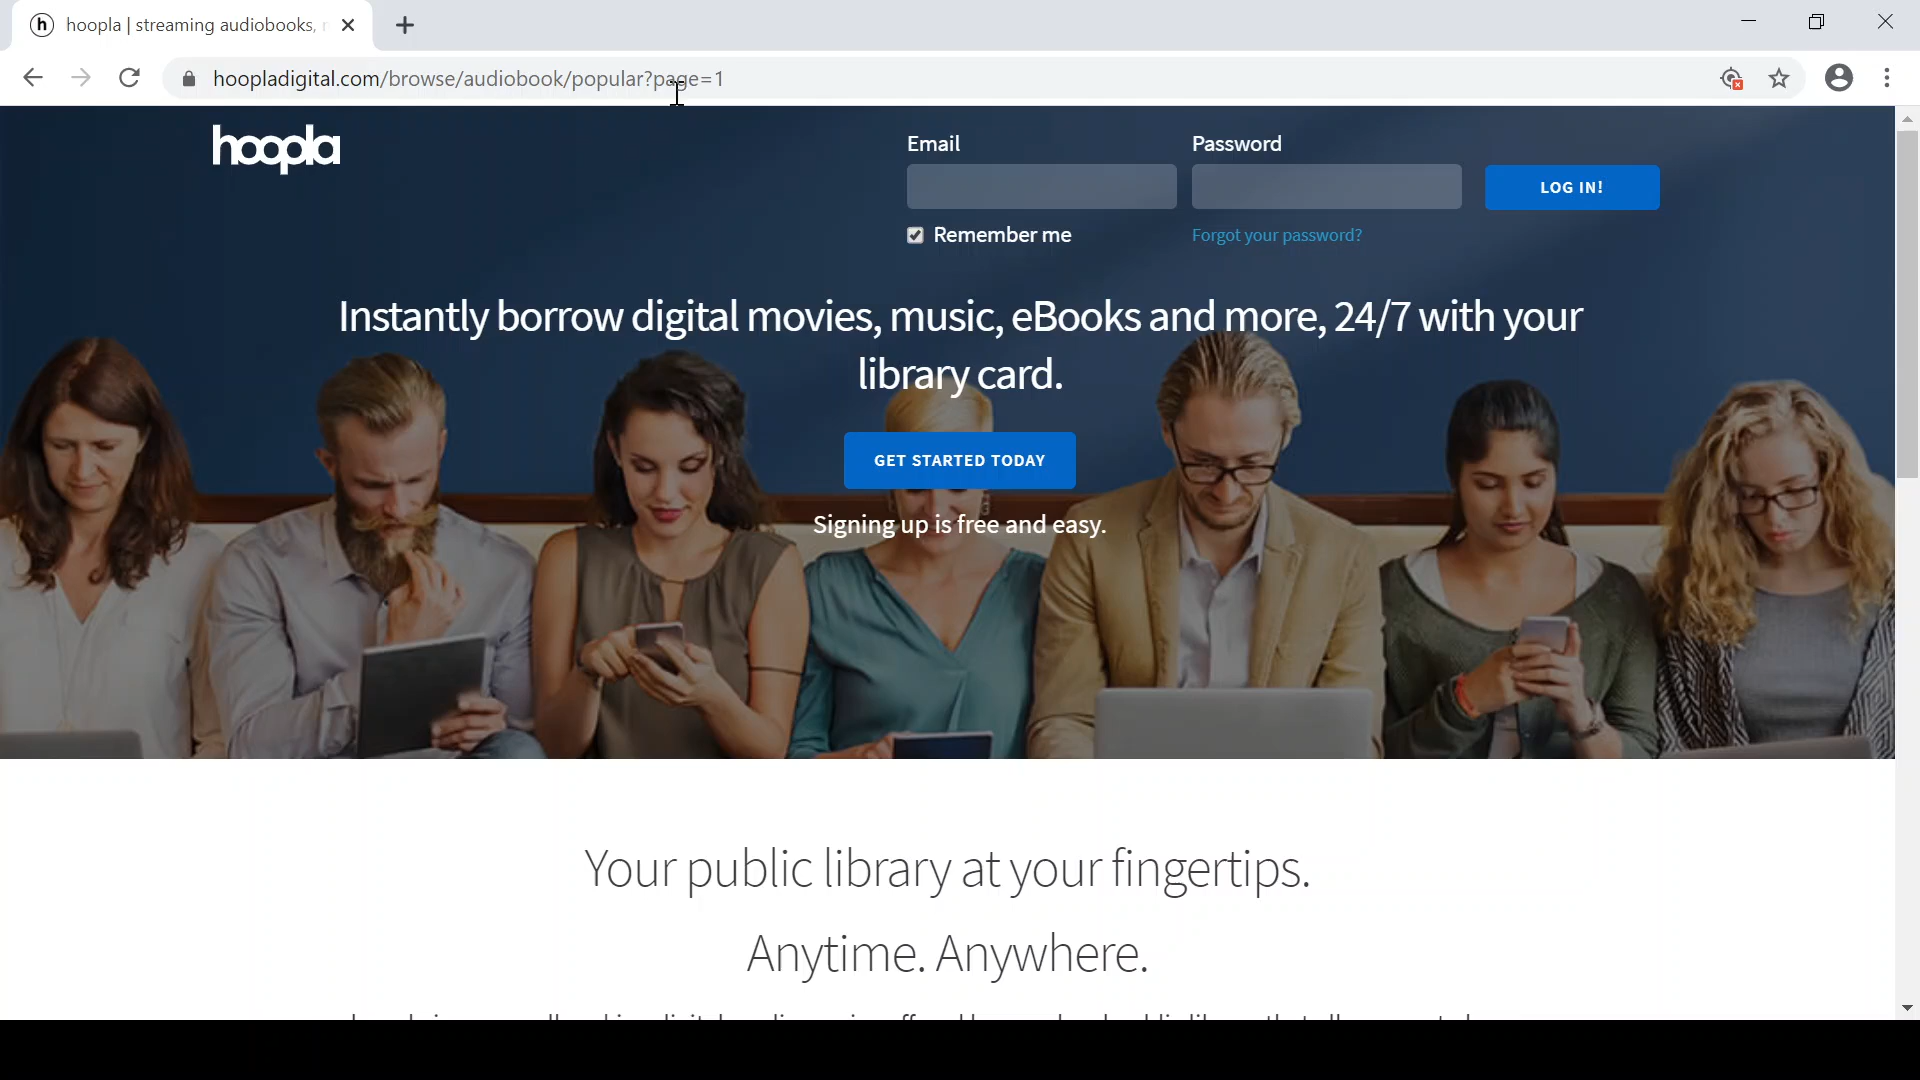 hoopla | streaming audiobooks,
hoopladigital.com/browse/audiobook/popular?page=1
hoopla
Email
Password
LOG IN!
Remember me
Forgot your password?
Instantly borrow digital movies, music, eBooks and more, 24/7 with your
library card.
GET STARTED TODAY
Signing up is free and easy.
Your public library at your fingertips.
Anytime. Anywhere.